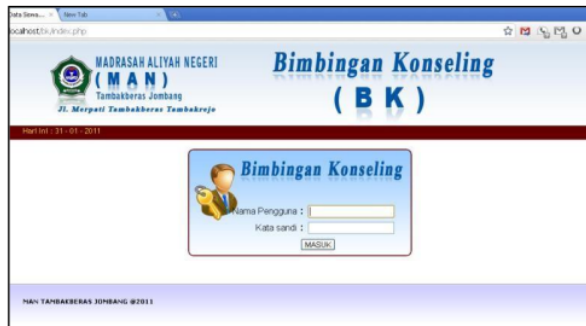 Data Siswa...
New Tab
localhost/bk/index.php
MADRASAH ALIYAH NEGERI
( M A N )
Tambakberas Jombang
Jl. Merpati Tambakberas Tambakrejo
Bimbingan Konseling
( B K )
Hari ini : 31 - 01 - 2011
Bimbingan Konseling
Nama Pengguna :
Kata sandi :
MASUK
MAN TAMBAKBERAS JOMBANG @2011